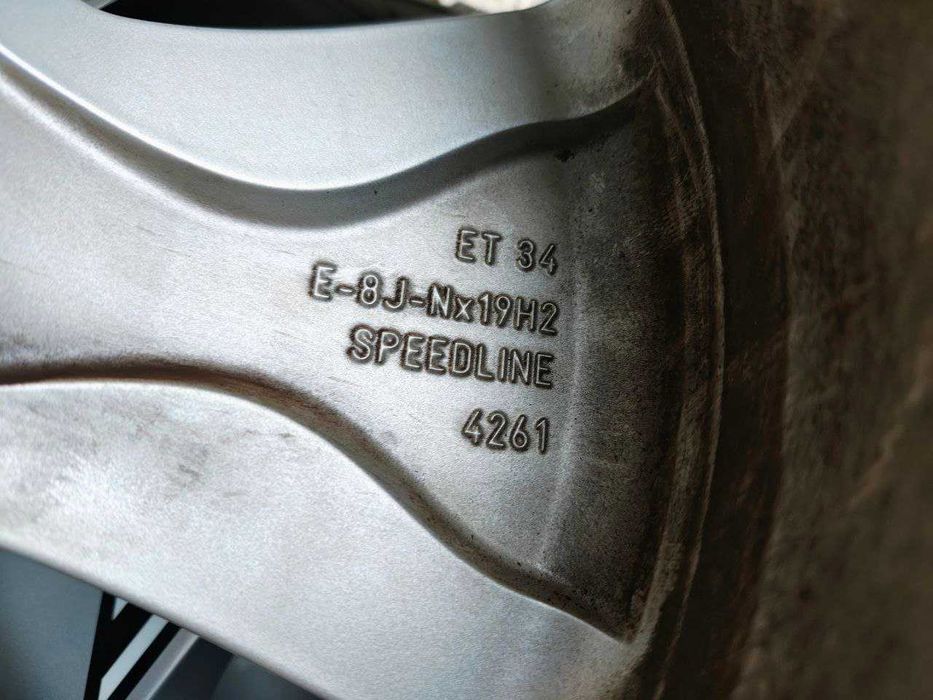 ET 34
E-8J-Nx19H2
SPEEDLINE
4261